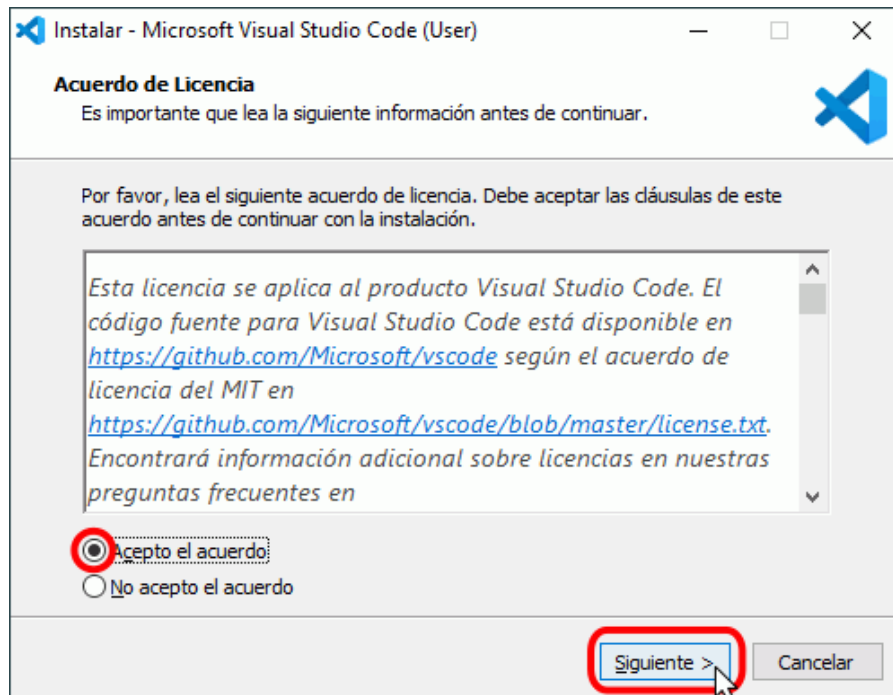 Instalar - Microsoft Visual Studio Code (User)
Acuerdo de Licencia
Es importante que lea la siguiente información antes de continuar.
Por favor, lea el siguiente acuerdo de licencia. Debe aceptar las cláusulas de este
acuerdo antes de continuar con la instalación.
Esta licencia se aplica al producto Visual Studio Code. El
código fuente para Visual Studio Code está disponible en
https://github.com/Microsoft/vscode según el acuerdo de
licencia del MIT en
https://github.com/Microsoft/vscode/blob/master/license.txt.
Encontrará información adicional sobre licencias en nuestras
preguntas frecuentes en
Acepto el acuerdo
No acepto el acuerdo
Siguiente > Cancelar